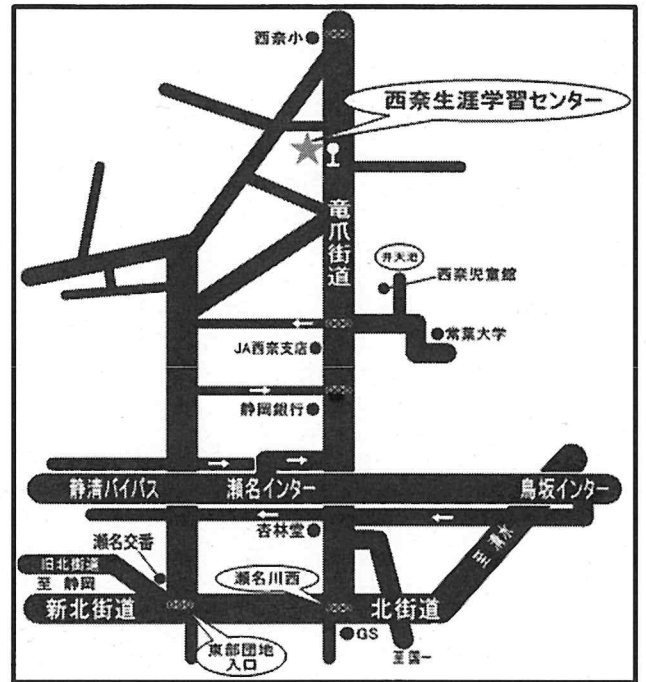 西奈小
西奈生涯学習センター
竜爪街道
弁天池
西奈児童館
常葉大学
JA西奈支店
静岡銀行
静清バイパス
瀬名インター
鳥坂インター
杏林堂
瀬名交番
旧北街道
至 静岡
至 清水
瀬名川西
新北街道
北街道
東部団地
入口
GS
至国一